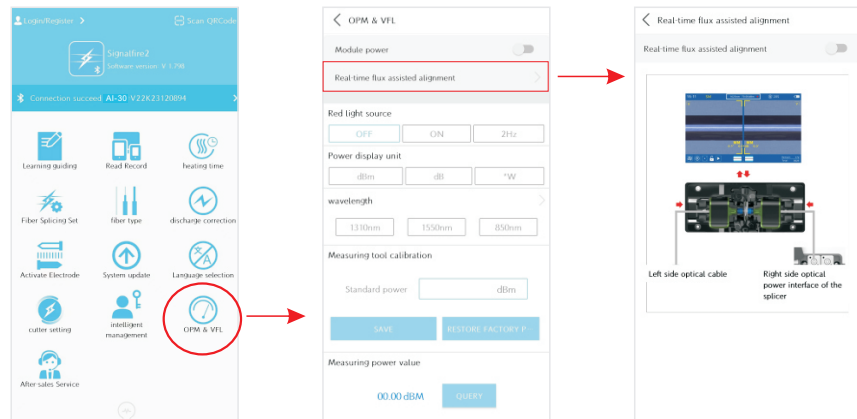 Login/Register >
Scan QRCode
Signalfire2
Software version V 1.798
Connection succeed AI-30 V22K23120894 >
Learning guiding
Read Record
heating time
Fiber Splicing Set
fiber type
discharge correction
Activate Electrode
System update
Language selection
cutter setting
intelligent
management
OPM & VFL
After-sales Service
OPM & VFL
Module power
Real-time flux assisted alignment
Red light source
OFF
ON
2Hz
Power display unit
dBm
dB
*W
wavelength
1310nm
1550nm
850nm
Measuring tool calibration
Standard power
dBm
SAVE
RESTORE FACTORY P
Measuring power value
00.00 dBM
QUERY
Real-time flux assisted alignment
Real-time flux assisted alignment
Left side optical cable
Right side optical
power interface of the
splicer